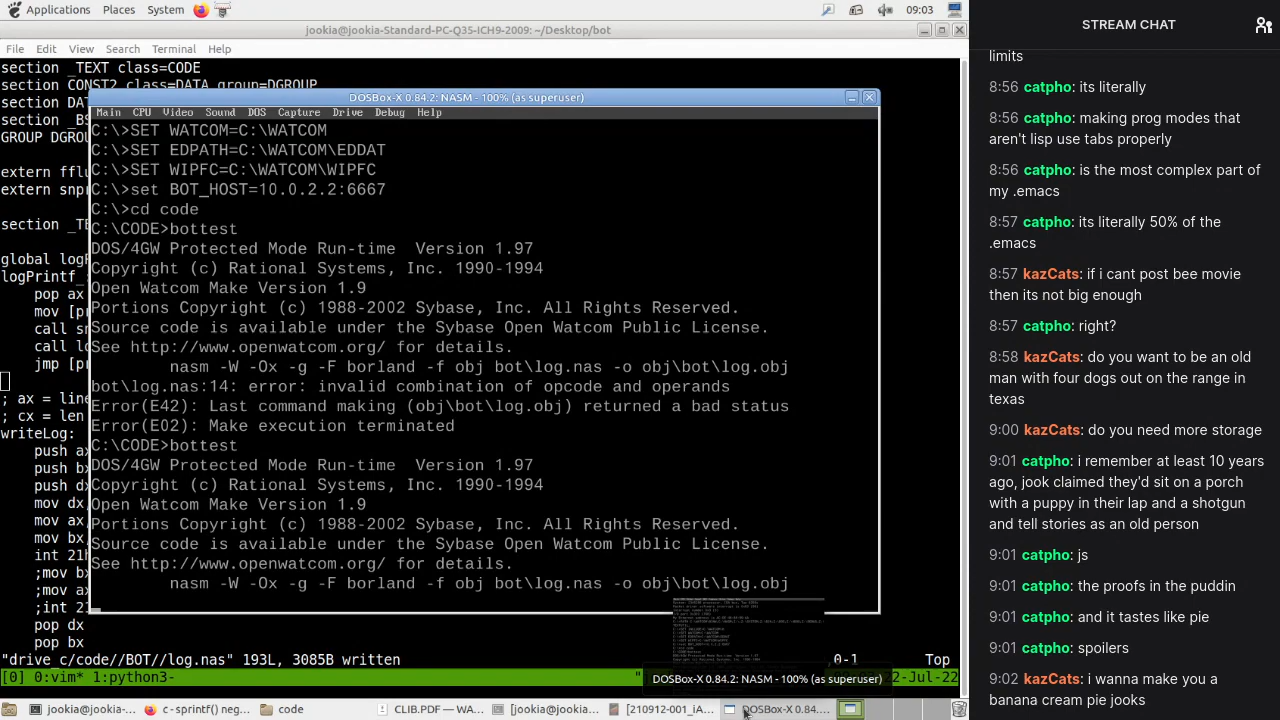 Applications Places System 09:03
jookia@jookia-Standard-PC-Q35-ICH9-2009: ~/Desktop/bot
File Edit View Search Terminal Help
section _TEXT class=CODE
section CONST2 class=DATA group=DGROUP
section DA
section _BS
GROUP DGRO
extern fflu
extern snpr
section _TE
global logP
logPrintf_:
pop ax
mov [pr
call sn
call lo
jmp [pr
; ax = line
; cx = len
writeLog:
push ax
push bx
push dx
mov dx,
mov ax,
mov bx,
int 21h
;mov b
;mov a
; 21
pop dx
pop bx
"drive_c/code//BOT/log.nas" 133L, 3085B written
,0-1 Top
[0] 0:vim* 1:python3-
22-Jul-22
DOSBox-X 0.84.2: NASM - 100% (as superuser)
Main CPU Video Sound DOS Capture Drive Debug Help
C:\>SET WATCOM=C:\WATCOM
C:\>SET EDPATH=C:\WATCOM\EDDAT
C:\>SET WIPFC=C:\WATCOM\WIPFC
C:\>set BOT_HOST=10.0.2.2:6667
C:\>cd code
C:\CODE>bottest
DOS/4GW Protected Mode Run-time Version 1.97
Copyright (c) Rational Systems, Inc. 1990-1994
Open Watcom Make Version 1.9
Portions Copyright (c) 1988-2002 Sybase, Inc. All Rights Reserved.
Source code is available under the Sybase Open Watcom Public License.
See http://www.openwatcom.org/ for details.
nasm -W -Ox -g -F borland -f obj bot\log.nas -o obj\bot\log.obj
bot\log.nas:14: error: invalid combination of opcode and operands
Error(E42): Last command making (obj\bot\log.obj) returned a bad status
Error(E02): Make execution terminated
C:\CODE>bottest
DOS/4GW Protected Mode Run-time Version 1.97
Copyright (c) Rational Systems, Inc. 1990-1994
Open Watcom Make Version 1.9
Portions Copyright (c) 1988-2002 Sybase, Inc. All Rights Reserved.
Source code is available under the Sybase Open Watcom Public License.
See http://www.openwatcom.org/ for details.
nasm -W -Ox -g -F borland -f obj bot\log.nas -o obj\bot\log.obj
DOSBox-X 0.84.2: NASM - 100% (as superuser)
jookia@jookia-Standa... c - sprintf() neg... code CLIB.PDF — WA... [jookia@jookia... [210912-001_iA... DOSBox-X 0.84....
STREAM CHAT
limits
8:56 catpho: its literally
8:56 catpho: making prog modes that
aren't lisp use tabs properly
8:56 catpho: is the most complex part of
my .emacs
8:57 catpho: its literally 50% of the
.emacs
8:57 kazCats: if i cant post bee movie
then its not big enough
8:57 catpho: right?
8:58 kazCats: do you want to be an old
man with four dogs out on the range in
texas
9:00 kazCats: do you need more storage
9:01 catpho: i remember at least 10 years
ago, jook claimed they'd sit on a porch
with a puppy in their lap and a shotgun
and tell stories as an old person
9:01 catpho: js
9:01 catpho: the proofs in the puddin
9:01 catpho: and it tastes like pie
9:01 catpho: spoilers
9:02 kazCats: i wanna make you a
banana cream pie jooks